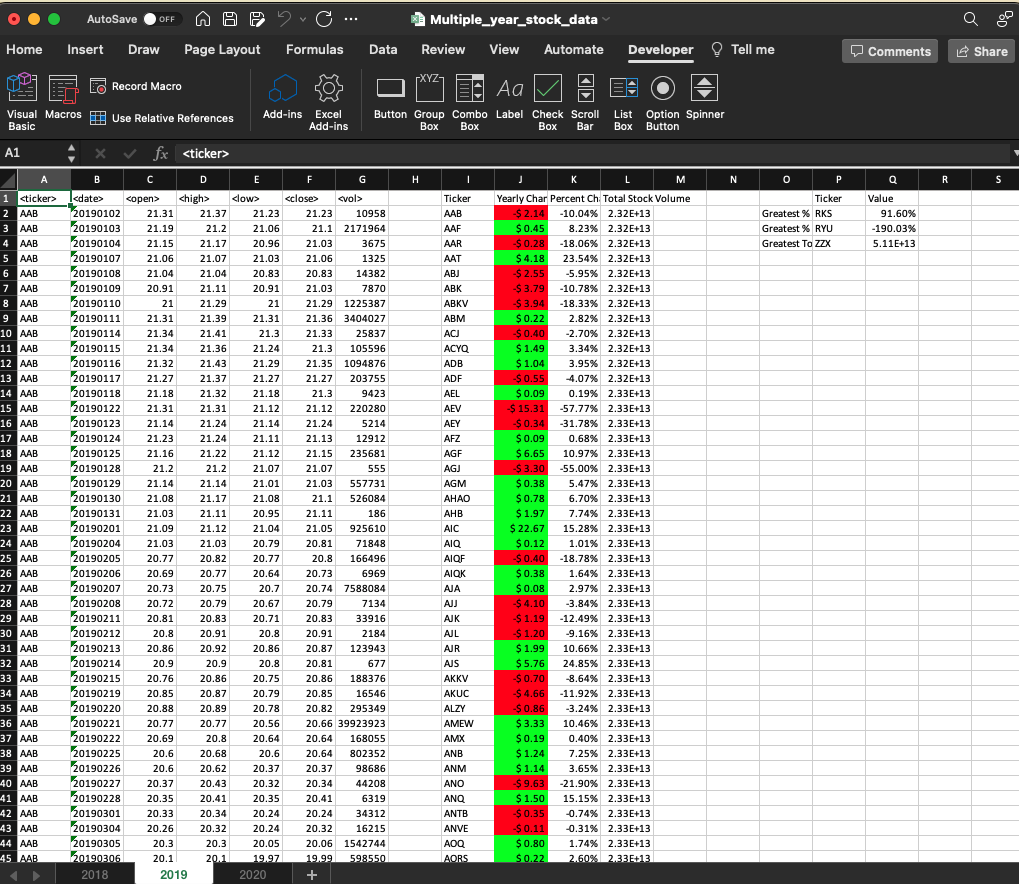 AutoSave OFF Multiple_year_stock_data
Home Insert Draw Page Layout Formulas Data Review View Automate Developer Tell me Comments Share
Visual Basic Macros Record Macro Use Relative References Add-ins Excel Add-ins Button XYZ Group Box Combo Box Aa Label Check Box Scroll Bar List Box Option Button Spinner
A1 fx <ticker>
A B C D E F G H I J K L M N O P Q R S
1 <ticker> <date> <open> <high> <low> <close> <vol> Ticker Yearly Char Percent Ch Total Stock Volume Ticker Value
2 AAB 20190102 21.31 21.37 21.23 21.23 10958 AAB -$ 2.14 -10.04% 2.32E+13 Greatest % RKS 91.60%
3 AAB 20190103 21.19 21.2 21.06 21.1 2171964 AAF $ 0.45 8.23% 2.32E+13 Greatest % RYU -190.03%
4 AAB 20190104 21.15 21.17 20.96 21.03 3675 AAR -$ 0.28 -18.06% 2.32E+13 Greatest To ZZX 5.11E+13
5 AAB 20190107 21.06 21.07 21.03 21.06 1325 AAT $ 4.18 23.54% 2.32E+13
6 AAB 20190108 21.04 21.04 20.83 20.83 14382 ABJ -$ 2.55 -5.95% 2.32E+13
7 AAB 20190109 20.91 21.11 20.91 21.03 7870 ABK -$ 3.79 -10.78% 2.32E+13
8 AAB 20190110 21 21.29 21 21.29 1225387 ABKV -$ 3.94 -18.33% 2.32E+13
9 AAB 20190111 21.31 21.39 21.31 21.36 3404027 ABM $ 0.22 2.82% 2.32E+13
10 AAB 20190114 21.34 21.41 21.3 21.33 25837 ACJ -$ 0.40 -2.70% 2.32E+13
11 AAB 20190115 21.34 21.36 21.24 21.3 105596 ACYQ $ 1.49 3.34% 2.32E+13
12 AAB 20190116 21.32 21.43 21.29 21.35 1094876 ADB $ 1.04 3.95% 2.32E+13
13 AAB 20190117 21.27 21.37 21.27 21.27 203755 ADF -$ 0.55 -4.07% 2.32E+13
14 AAB 20190118 21.18 21.32 21.18 21.3 9423 AEL $ 0.09 0.19% 2.33E+13
15 AAB 20190122 21.31 21.31 21.12 21.12 220280 AEV -$ 15.31 -57.77% 2.33E+13
16 AAB 20190123 21.14 21.24 21.14 21.24 5214 AEY -$ 0.34 -31.78% 2.33E+13
17 AAB 20190124 21.23 21.24 21.11 21.13 12912 AFZ $ 0.09 0.68% 2.33E+13
18 AAB 20190125 21.16 21.22 21.12 21.15 235681 AGF $ 6.65 10.97% 2.33E+13
19 AAB 20190128 21.2 21.2 21.07 21.07 555 AGJ -$ 3.30 -55.00% 2.33E+13
20 AAB 20190129 21.14 21.14 21.01 21.03 557731 AGM $ 0.38 5.47% 2.33E+13
21 AAB 20190130 21.08 21.17 21.08 21.1 526084 AHAO $ 0.78 6.70% 2.33E+13
22 AAB 20190131 21.03 21.11 20.95 21.11 186 AHB $ 1.97 7.74% 2.33E+13
23 AAB 20190201 21.09 21.12 21.04 21.05 925610 AIC $ 22.67 15.28% 2.33E+13
24 AAB 20190204 21.03 21.03 20.79 20.81 71848 AIQ $ 0.12 1.01% 2.33E+13
25 AAB 20190205 20.77 20.82 20.77 20.8 166496 AIQF -$ 0.40 -18.78% 2.33E+13
26 AAB 20190206 20.69 20.77 20.64 20.73 6969 AIQK $ 0.38 1.64% 2.33E+13
27 AAB 20190207 20.73 20.75 20.7 20.74 7588084 AJA $ 0.08 2.97% 2.33E+13
28 AAB 20190208 20.72 20.79 20.67 20.79 7134 AJJ -$ 4.10 -3.84% 2.33E+13
29 AAB 20190211 20.81 20.83 20.71 20.83 33916 AJK -$ 1.19 -12.49% 2.33E+13
30 AAB 20190212 20.8 20.91 20.8 20.91 2184 AJL -$ 1.20 -9.16% 2.33E+13
31 AAB 20190213 20.86 20.92 20.86 20.87 123943 AJR $ 1.99 10.66% 2.33E+13
32 AAB 20190214 20.9 20.9 20.8 20.81 677 AJS $ 5.76 24.85% 2.33E+13
33 AAB 20190215 20.76 20.86 20.75 20.86 188376 AKKV -$ 0.70 -8.64% 2.33E+13
34 AAB 20190219 20.85 20.87 20.79 20.85 16546 AKUC -$ 4.66 -11.92% 2.33E+13
35 AAB 20190220 20.88 20.89 20.78 20.82 295349 ALZY -$ 0.86 -3.24% 2.33E+13
36 AAB 20190221 20.77 20.77 20.56 20.66 39923923 AMEW $ 3.33 10.46% 2.33E+13
37 AAB 20190222 20.69 20.8 20.64 20.64 168055 AMX $ 0.19 0.40% 2.33E+13
38 AAB 20190225 20.6 20.68 20.6 20.64 802352 ANB $ 1.24 7.25% 2.33E+13
39 AAB 20190226 20.6 20.62 20.37 20.37 98686 ANM $ 1.14 3.65% 2.33E+13
40 AAB 20190227 20.37 20.43 20.32 20.34 44208 ANO -$ 9.63 -21.90% 2.33E+13
41 AAB 20190228 20.35 20.41 20.35 20.41 6319 ANQ $ 1.50 15.15% 2.33E+13
42 AAB 20190301 20.33 20.34 20.24 20.24 34312 ANTB -$ 0.35 -0.74% 2.33E+13
43 AAB 20190304 20.26 20.32 20.24 20.32 16215 ANVE -$ 0.11 -0.31% 2.33E+13
44 AAB 20190305 20.3 20.3 20.05 20.06 1542744 AOQ $ 0.80 1.74% 2.33E+13
45 AAB 20190306 20.1 20.1 19.97 19.99 598550 AORS $ 0.22 2.60% 2.33E+13
2018 2019 2020 +